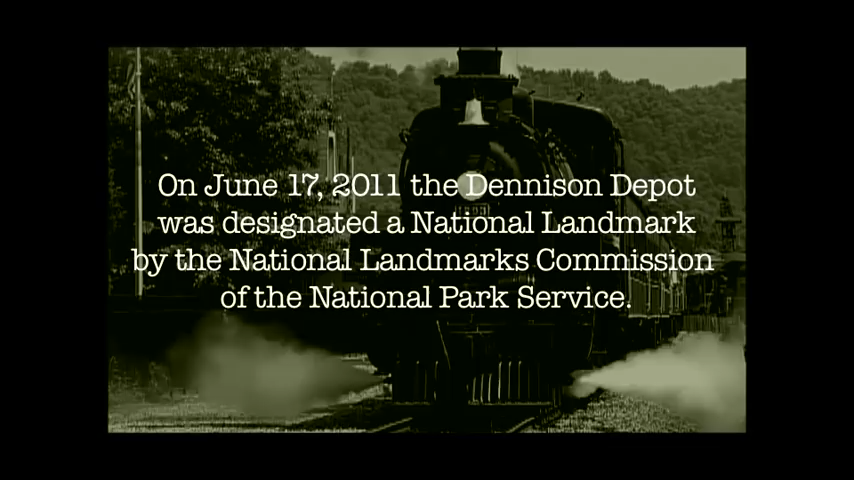 On June 17, 2011 the Dennison Depot
was designated a National Landmark
by the National Landmarks Commission
of the National Park Service.